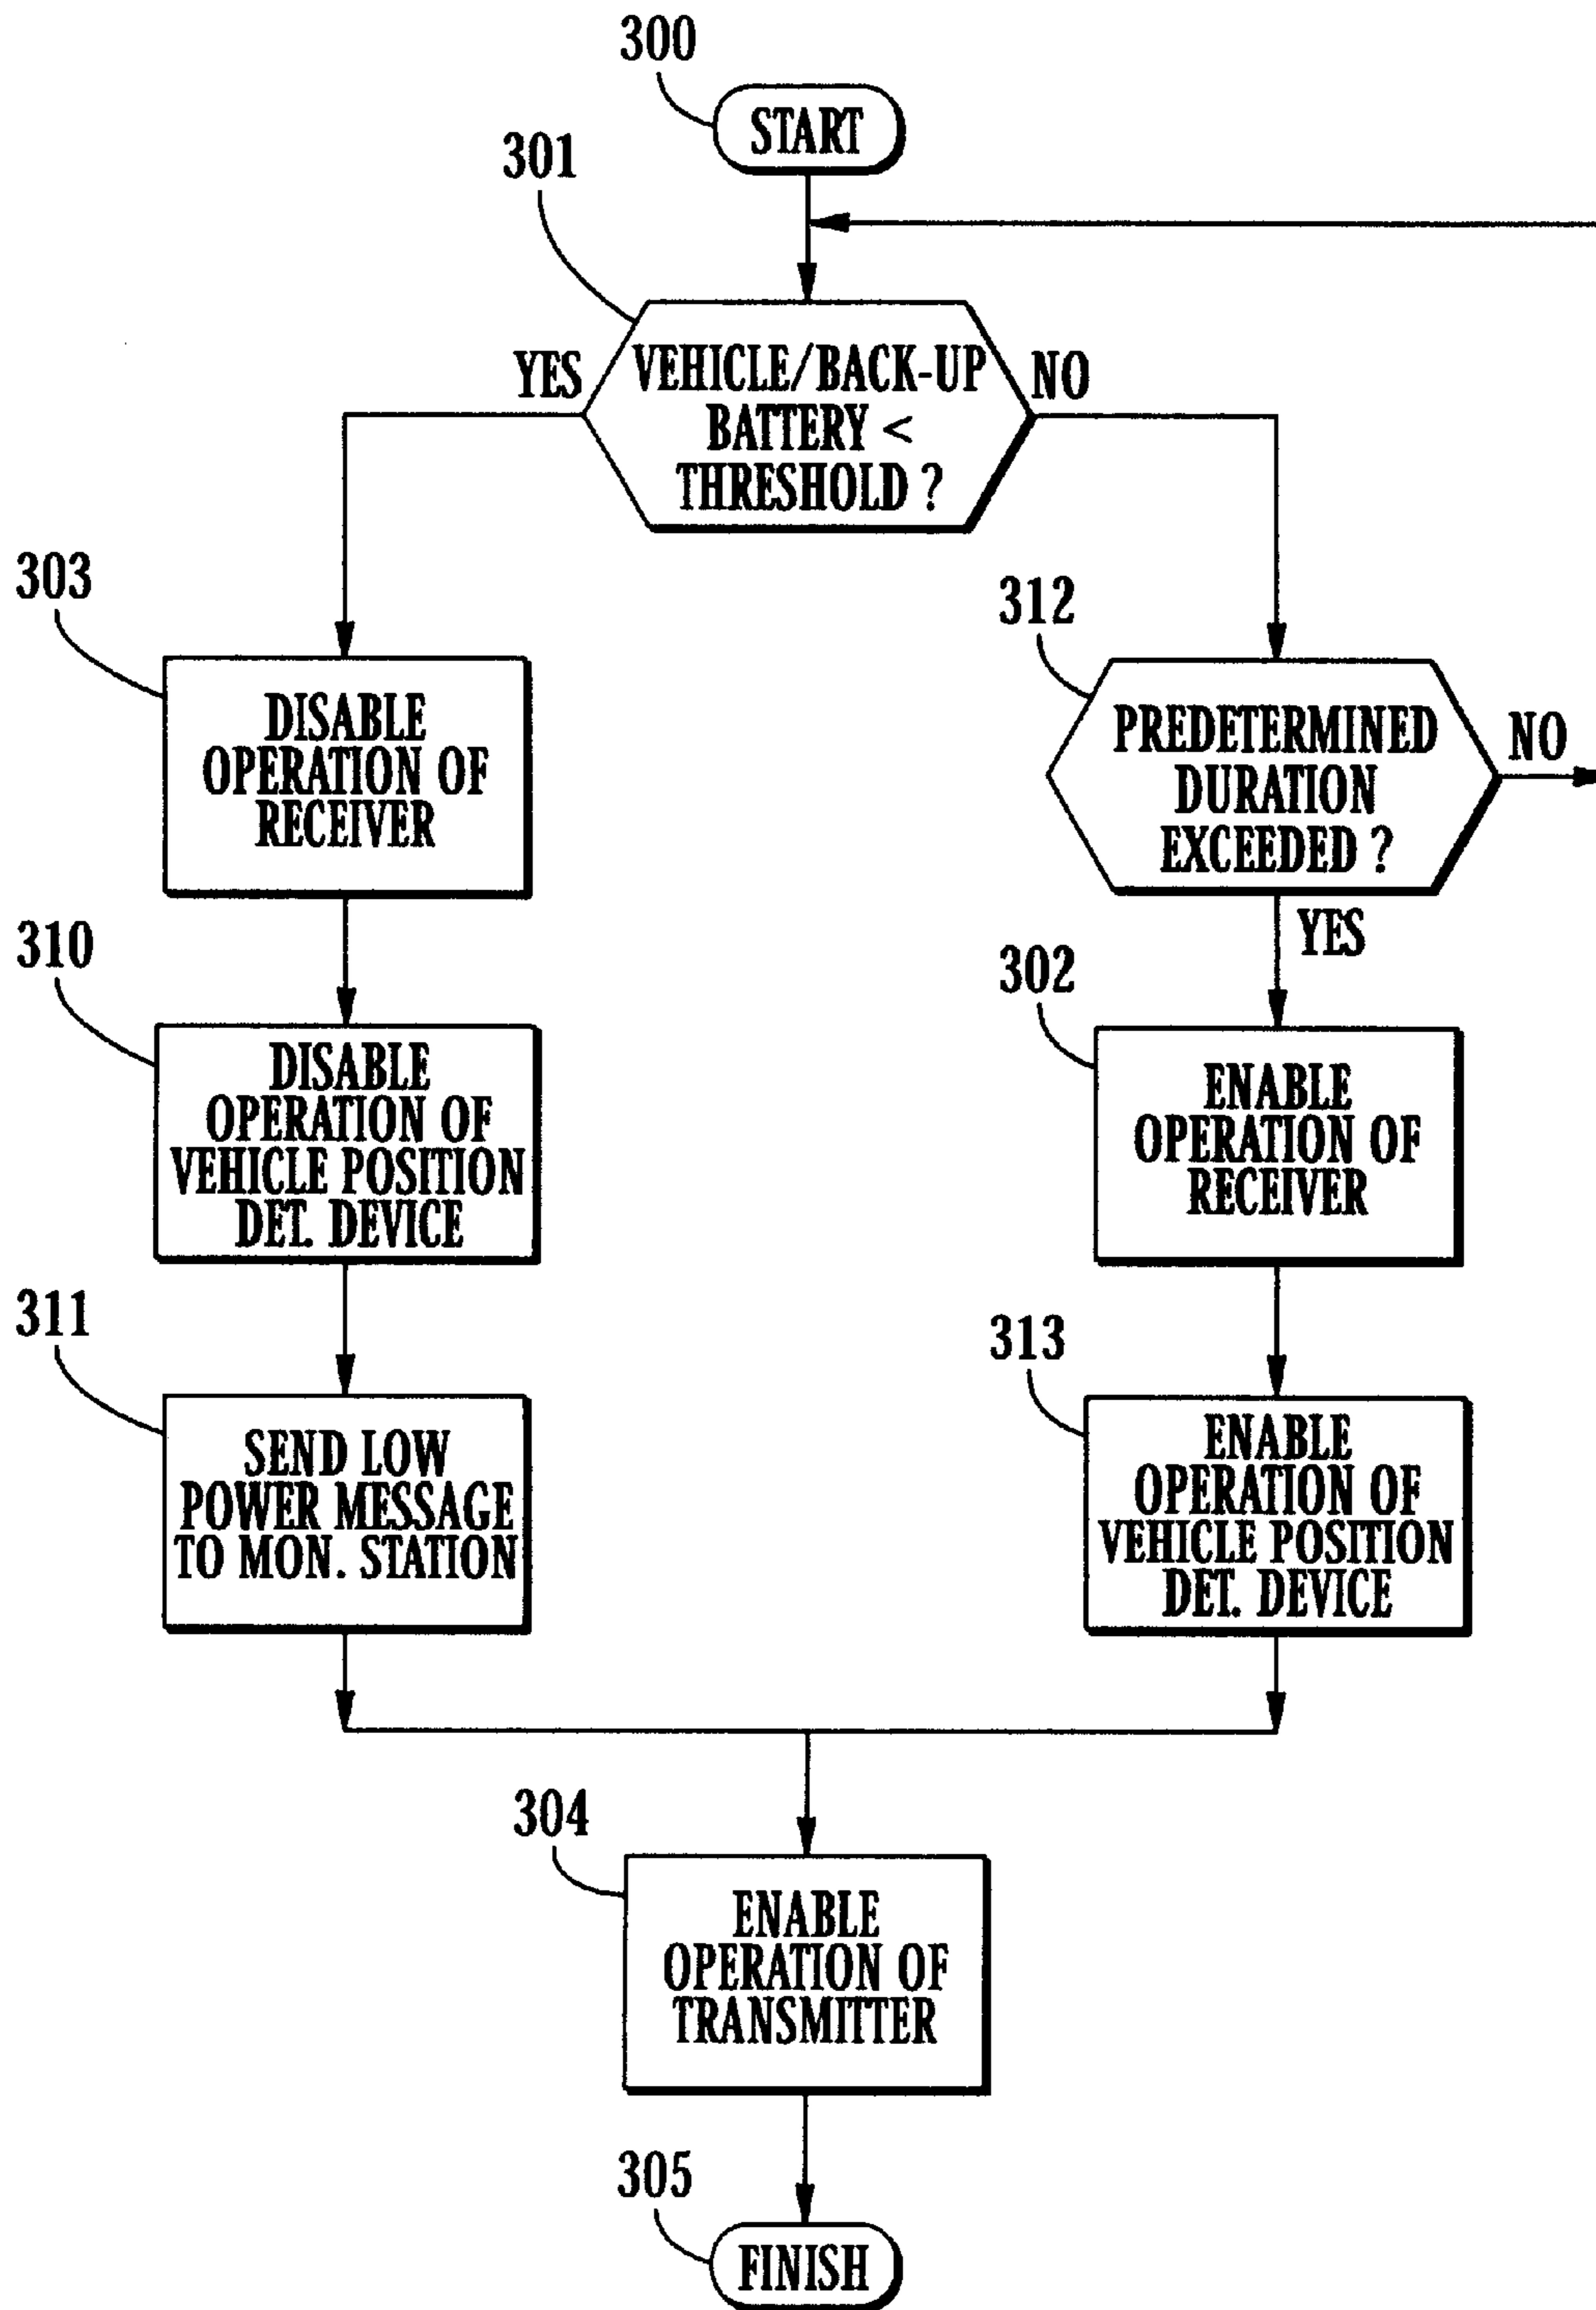 300
START
301
YES
VEHICLE/BACK-UP
BATTERY <
THRESHOLD ?
NO
303
DISABLE
OPERATION OF
RECEIVER
312
PREDETERMINED
DURATION
EXCEEDED ?
NO
YES
310
DISABLE
OPERATION OF
VEHICLE POSITION
DET. DEVICE
302
ENABLE
OPERATION OF
RECEIVER
311
SEND LOW
POWER MESSAGE
TO MON. STATION
313
ENABLE
OPERATION OF
VEHICLE POSITION
DET. DEVICE
304
ENABLE
OPERATION OF
TRANSMITTER
305
FINISH